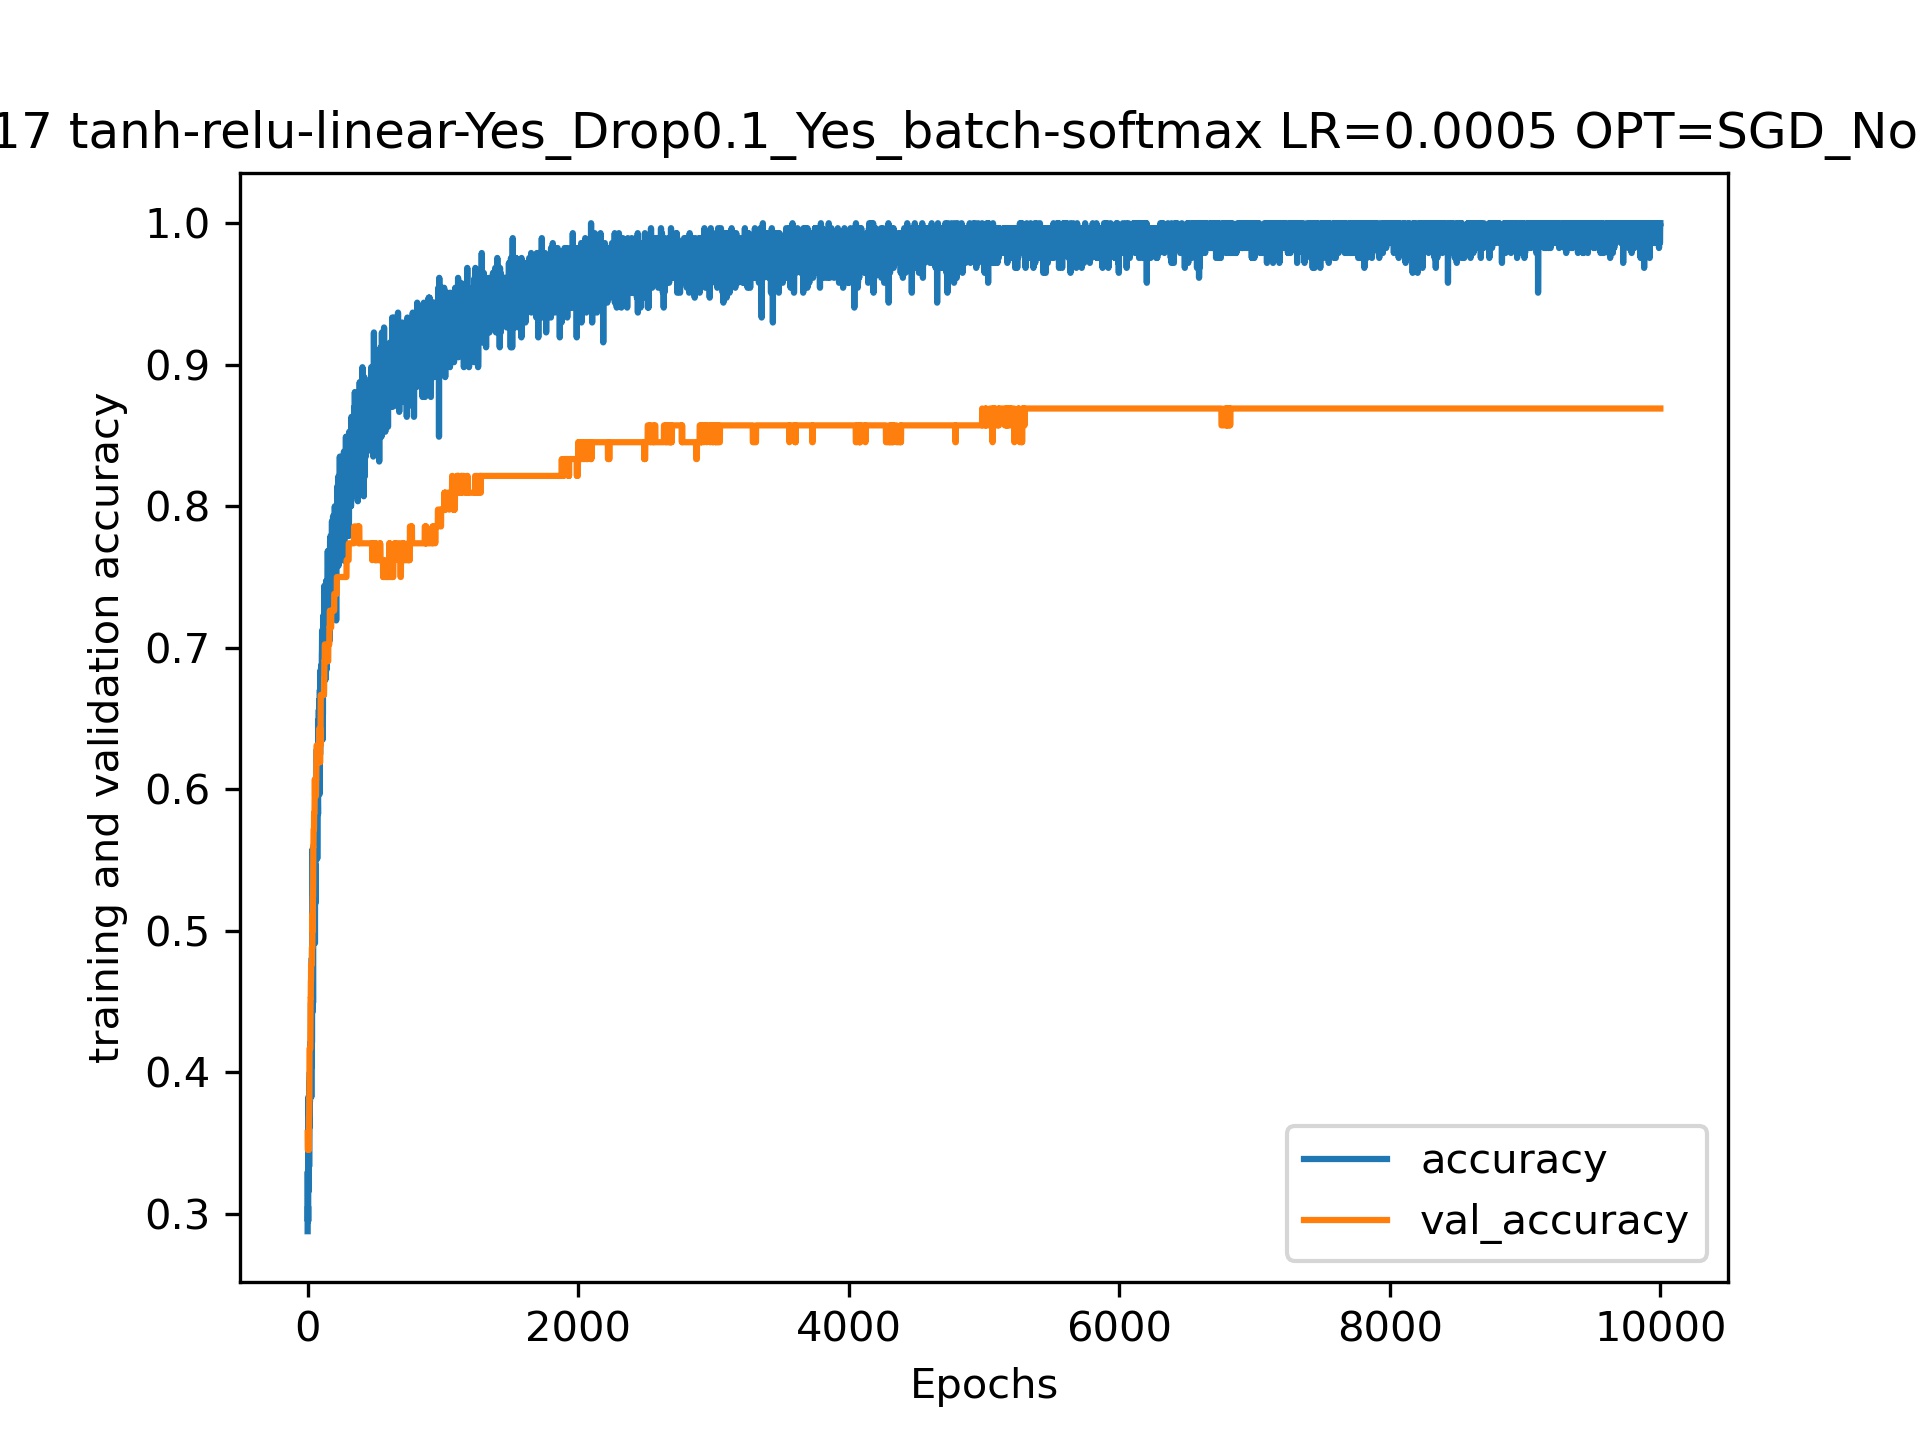 17 tanh-relu-linear-Yes_Drop0.1_Yes_batch-softmax LR=0.0005 OPT=SGD_No
1.0
0.9
0.8
0.7
0.6
0.5
0.4
0.3
training and validation accuracy
accuracy
val_accuracy
0 2000 4000 6000 8000 10000
Epochs